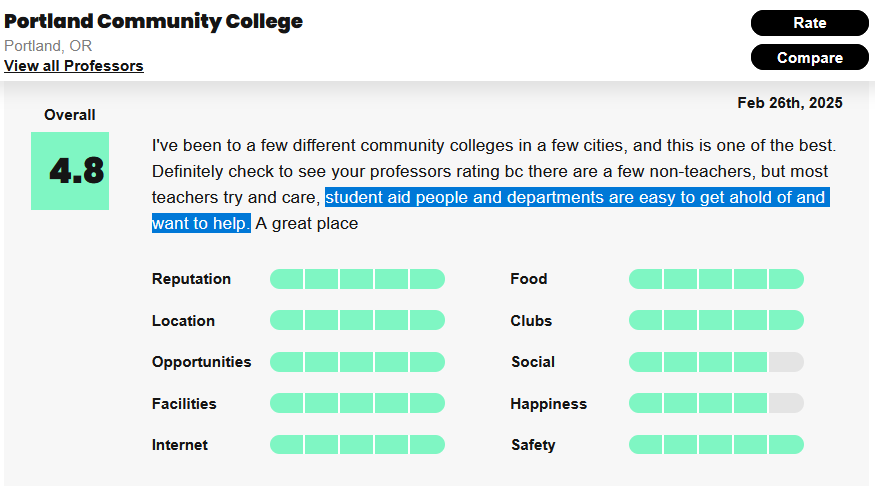 Portland Community College
Rate
Portland, OR
Compare
View all Professors
Feb 26th, 2025
Overall
4.8
I've been to a few different community colleges in a few cities, and this is one of the best.
Definitely check to see your professors rating bc there are a few non-teachers, but most
teachers try and care, student aid people and departments are easy to get ahold of and
want to help. A great place
Reputation
Food
Location
Clubs
Opportunities
Social
Facilities
Happiness
Internet
Safety